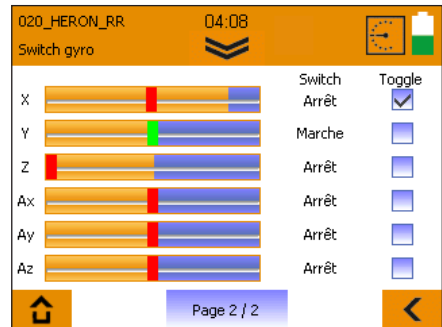 020_HERON_RR 04:08
Switch gyro
Switch Toggle
X Arrêt
Y Marche
Z Arrêt
Ax Arrêt
Ay Arrêt
Az Arrêt
Page 2 / 2